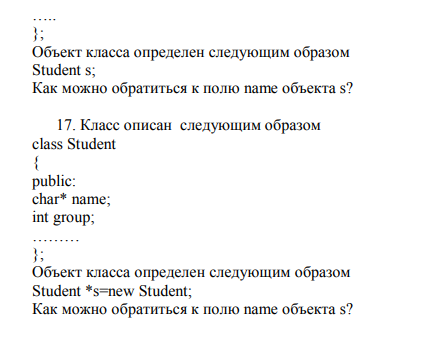 …..
};
Объект класса определен следующим образом
Student s;
Как можно обратиться к полю name объекта s?
17. Класс описан следующим образом
class Student
{
public:
char* name;
int group;
………
};
Объект класса определен следующим образом
Student *s=new Student;
Как можно обратиться к полю name объекта s?